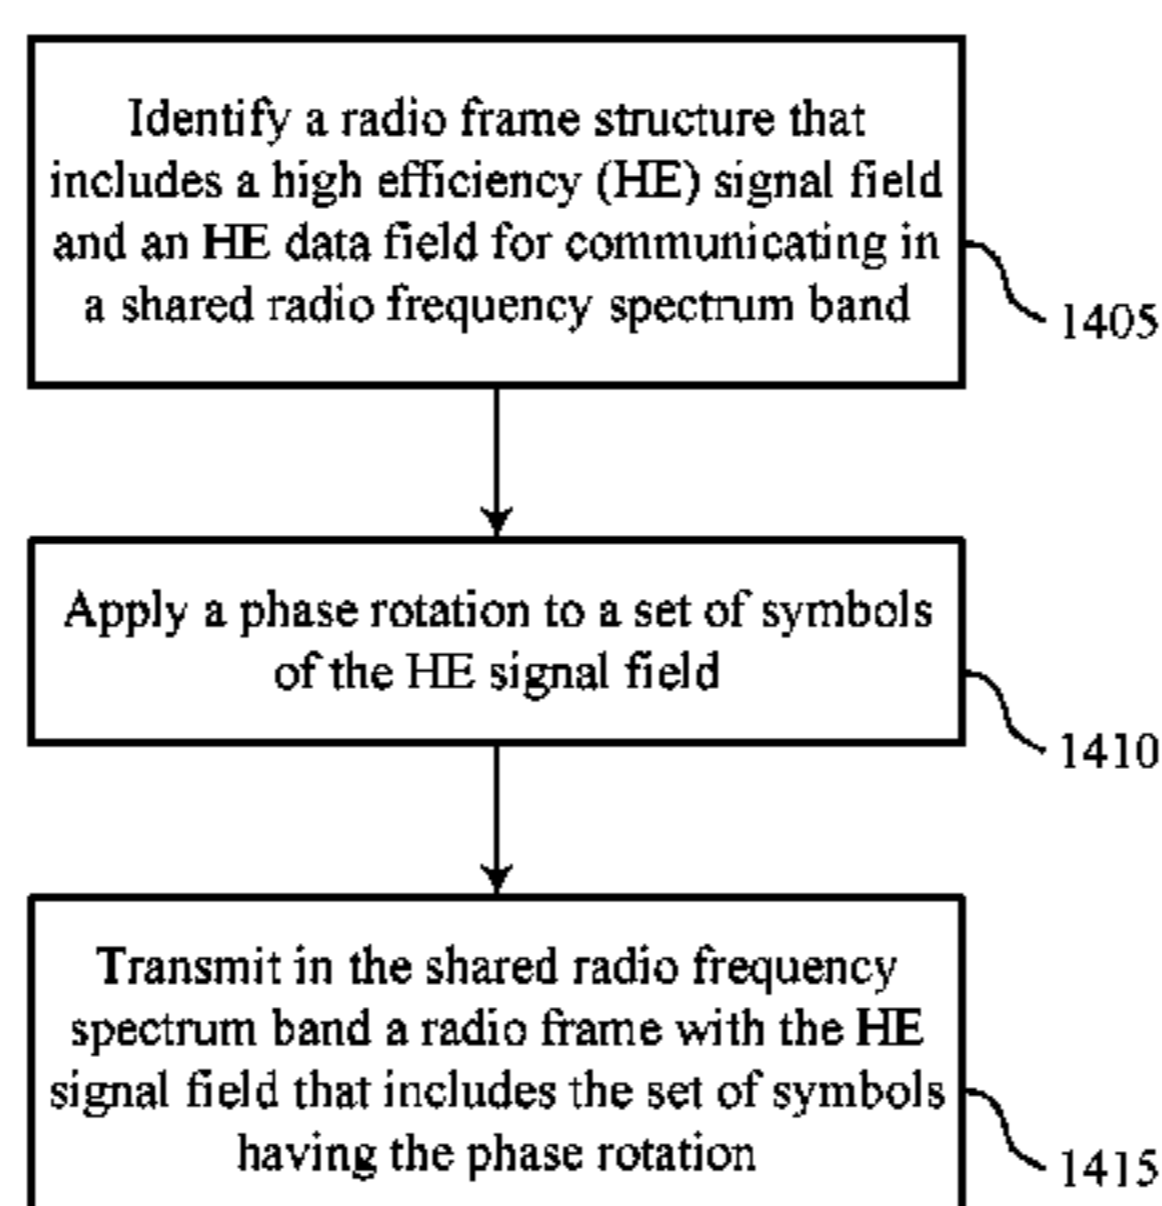 Identify a radio frame structure that
includes a high efficiency (HE) signal field
and an HE data field for communicating in
a shared radio frequency spectrum band
1405
Apply a phase rotation to a set of symbols
of the HE signal field
1410
Transmit in the shared radio frequency
spectrum band a radio frame with the HE
signal field that includes the set of symbols
having the phase rotation
1415